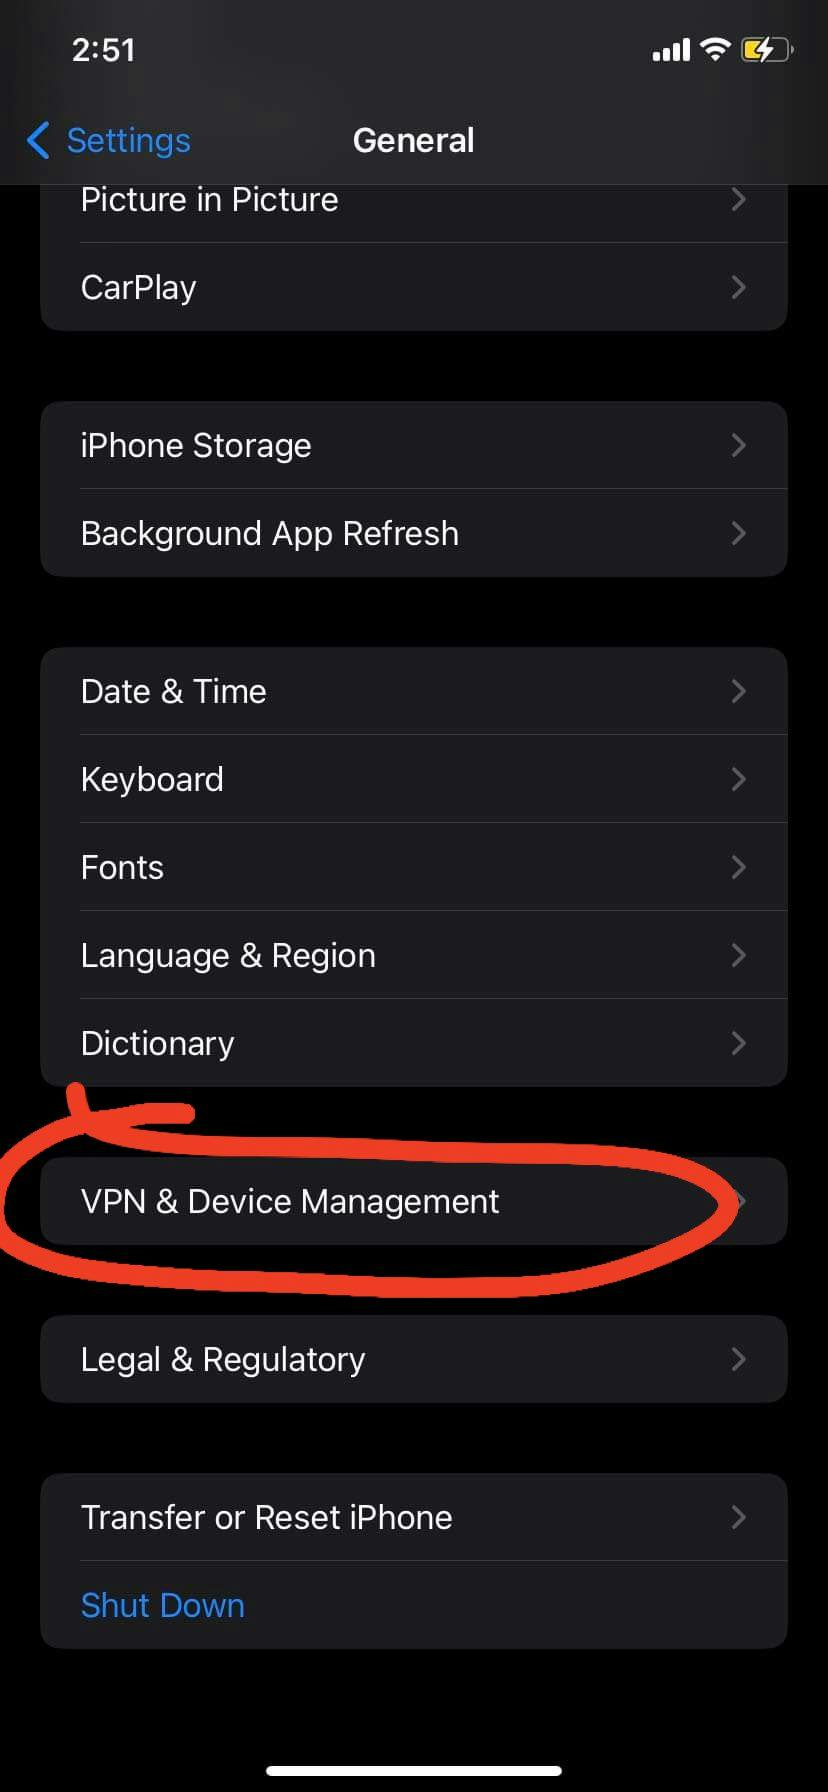 2:51
Settings
General
Picture in Picture
CarPlay
iPhone Storage
Background App Refresh
Date & Time
Keyboard
Fonts
Language & Region
Dictionary
VPN & Device Management
Legal & Regulatory
Transfer or Reset iPhone
Shut Down